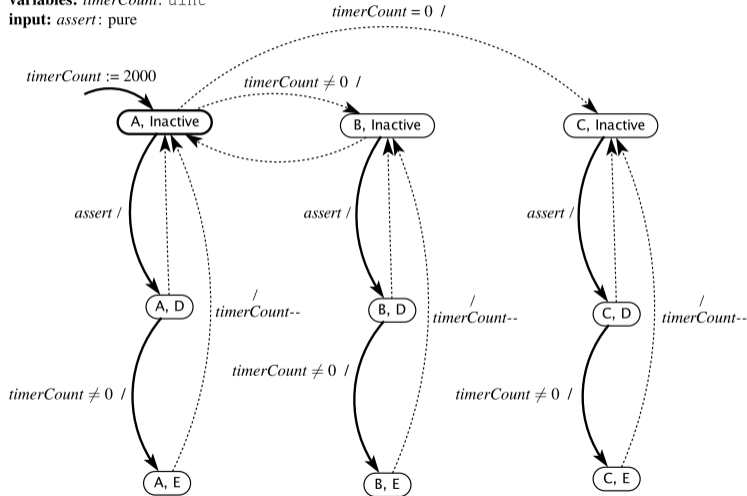 variables: timerCount: uint
input: assert: pure
timerCount = 0 /
timerCount := 2000
timerCount ≠ 0 /
A, Inactive
B, Inactive
C, Inactive
assert /
assert /
assert /
A, D
B, D
C, D
/
timerCount--
/
timerCount--
/
timerCount--
timerCount ≠ 0 /
timerCount ≠ 0 /
timerCount ≠ 0 /
A, E
B, E
C, E